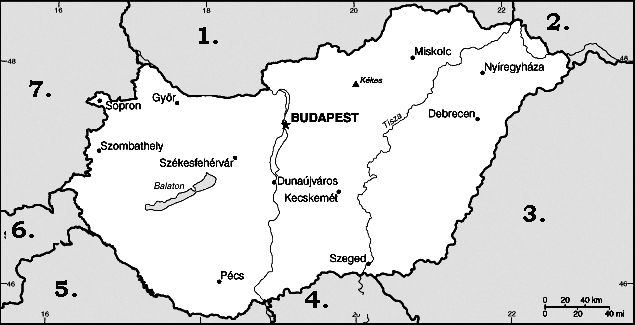 18
20
22
1.
2.
48
48
Miskolc
Nyíregyháza
Kékes
7.
Sopron
Györ
BUDAPEST
Tisza
Debrecen
Szombathely
Székesfehérvár
Balaton
Dunaújváros
Kecskemét
3.
6.
Szeged
Pécs
5.
4.
46
46
0 20 40 km
0 20 40 mi
16
18
20
22